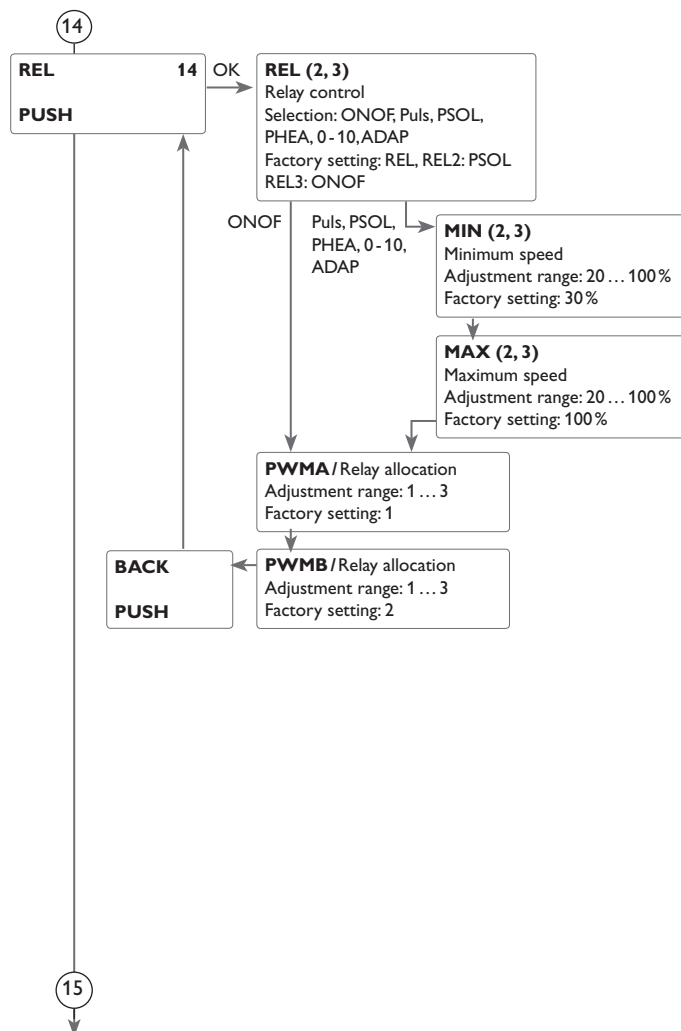 14
REL 14
PUSH
OK
REL (2, 3)
Relay control
Selection: ONOF, Puls, PSOL,
PHEA, 0 - 10, ADAP
Factory setting: REL, REL2: PSOL
REL3: ONOF
ONOF
Puls, PSOL,
PHEA, 0 - 10,
ADAP
MIN (2, 3)
Minimum speed
Adjustment range: 20 … 100 %
Factory setting: 30 %
MAX (2, 3)
Maximum speed
Adjustment range: 20 … 100 %
Factory setting: 100 %
PWMA / Relay allocation
Adjustment range: 1 … 3
Factory setting: 1
BACK
PUSH
PWMB / Relay allocation
Adjustment range: 1 … 3
Factory setting: 2
15